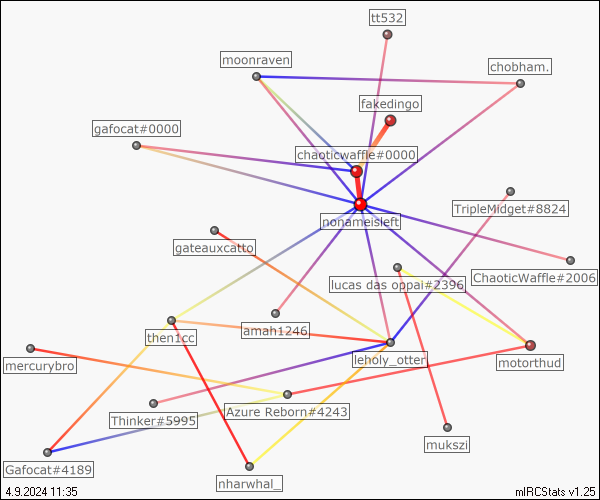 tt532
moonraven
chobham.
fakedingo
gafocat#0000
chaoticwaffle#0000
TripleMidget#8824
nonameisleft
gateauxcatto
ChaoticWaffle#2006
lucas das oppai#2396
amah1246
then1cc
leholy_otter
mercurybro
motorthud
Thinker#5995
Azure Reborn#4243
mukszi
Gafocat#4189
nharwhal_
4.9.2024 11:35
mIRCStats v1.25